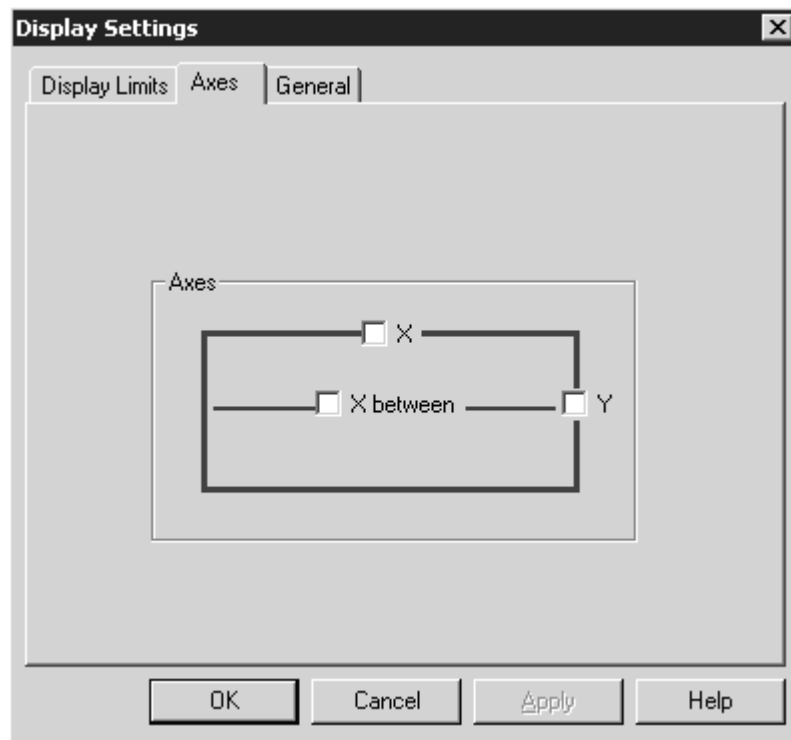 Display Settings
Display Limits Axes General
Axes
X
X between Y
OK Cancel Apply Help